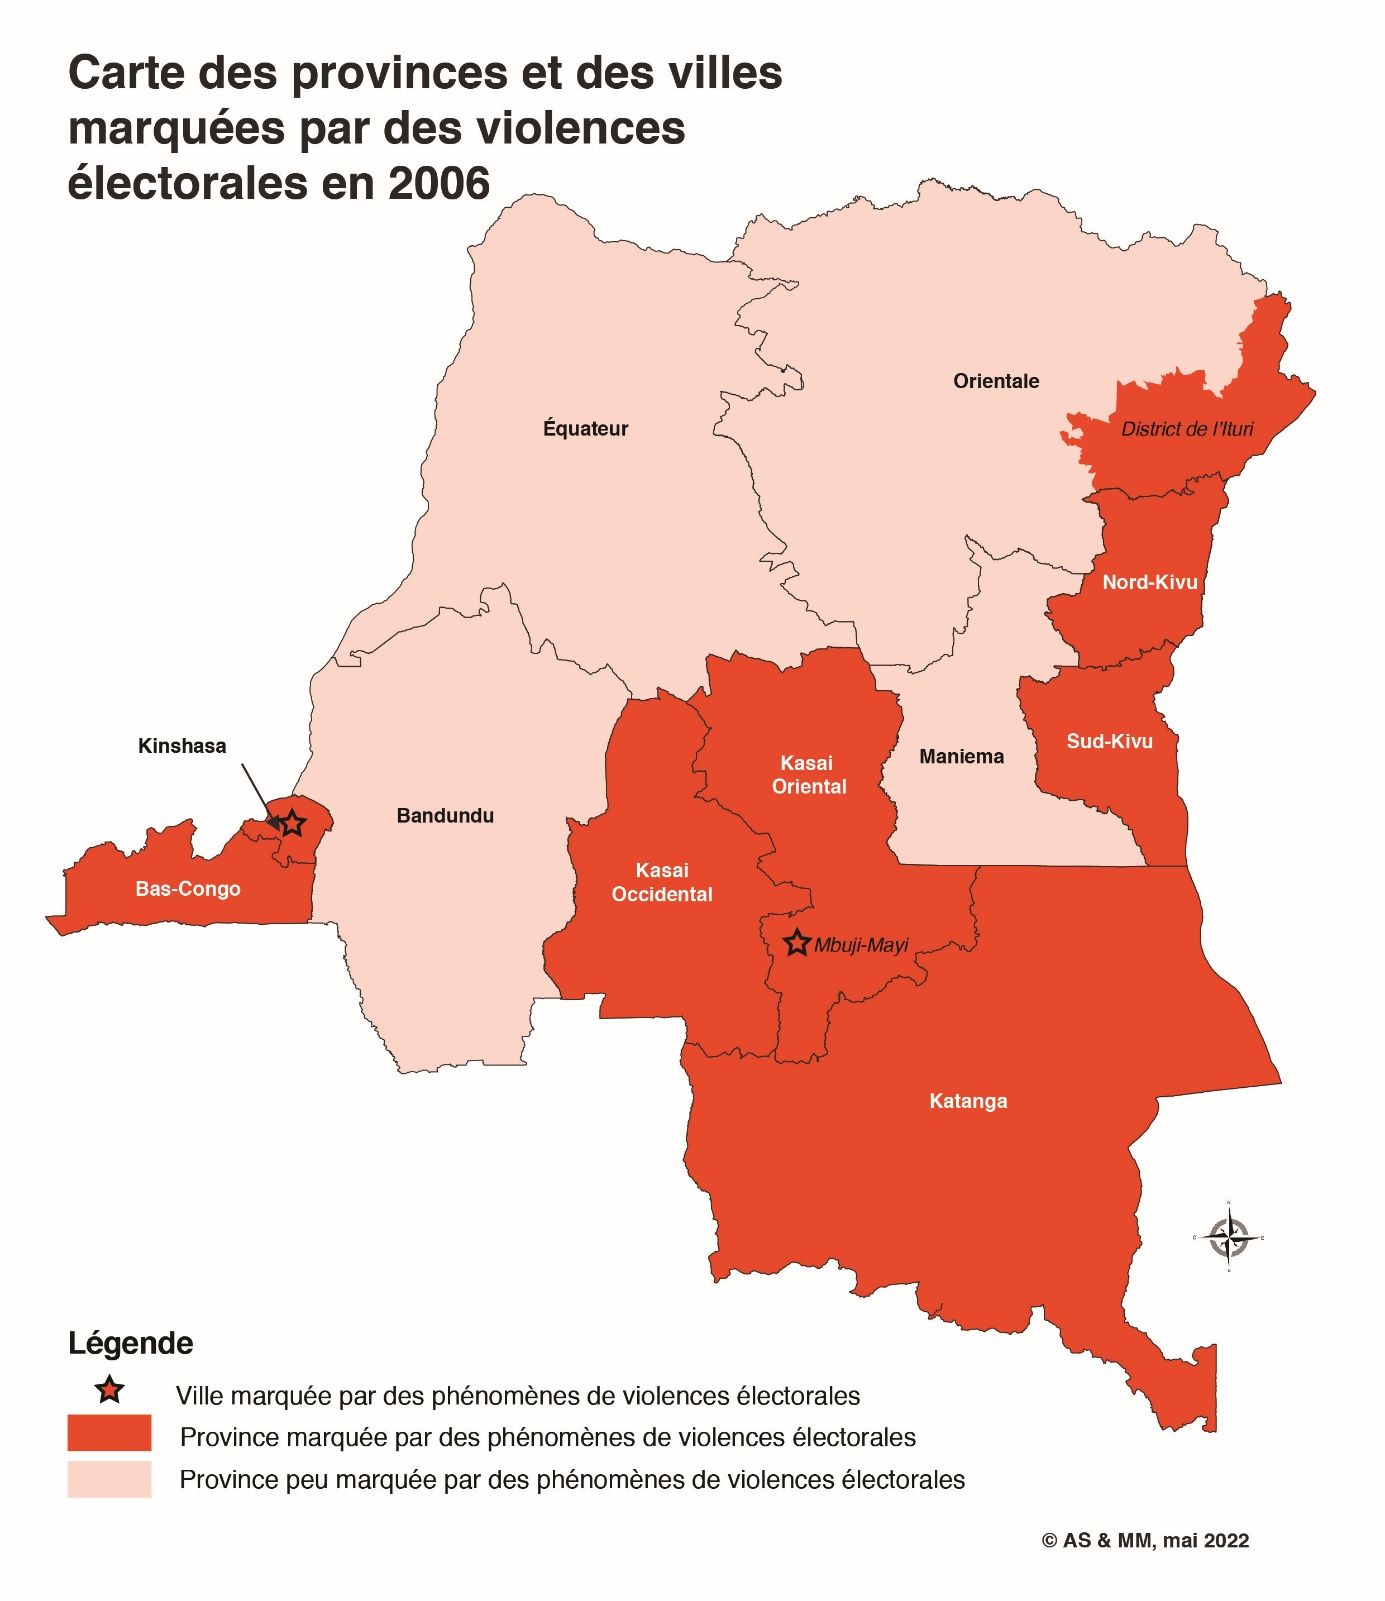 Carte des provinces et des villes
marquées par des violences
électorales en 2006
Orientale
Équateur
District de l'Ituri
Nord-Kivu
Kinshasa
Sud-Kivu
Kasai
Oriental
Maniema
Bandundu
Kasai
Occidental
Bas-Congo
Mbuji-Mayi
Katanga
Légende
Ville marquée par des phénomènes de violences électorales
Province marquée par des phénomènes de violences électorales
Province peu marquée par des phénomènes de violences électorales
© AS & MM, mai 2022